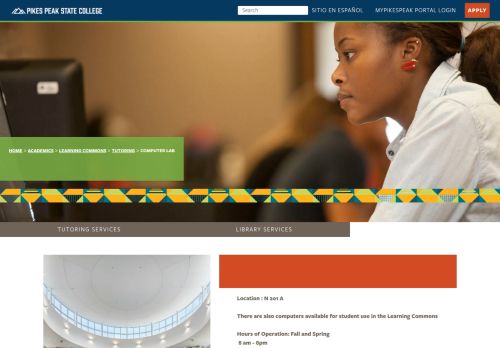 PIKES PEAK STATE COLLEGE
Search
SITIO EN ESPAÑOL
MYPIKESPEAK PORTAL LOGIN
APPLY
HOME > ACADEMICS > LEARNING COMMONS > TUTORING > COMPUTER LAB
TUTORING SERVICES
LIBRARY SERVICES
Location : N 201 A
There are also computers available for student use in the Learning Commons
Hours of Operation: Fall and Spring
8 am - 6pm